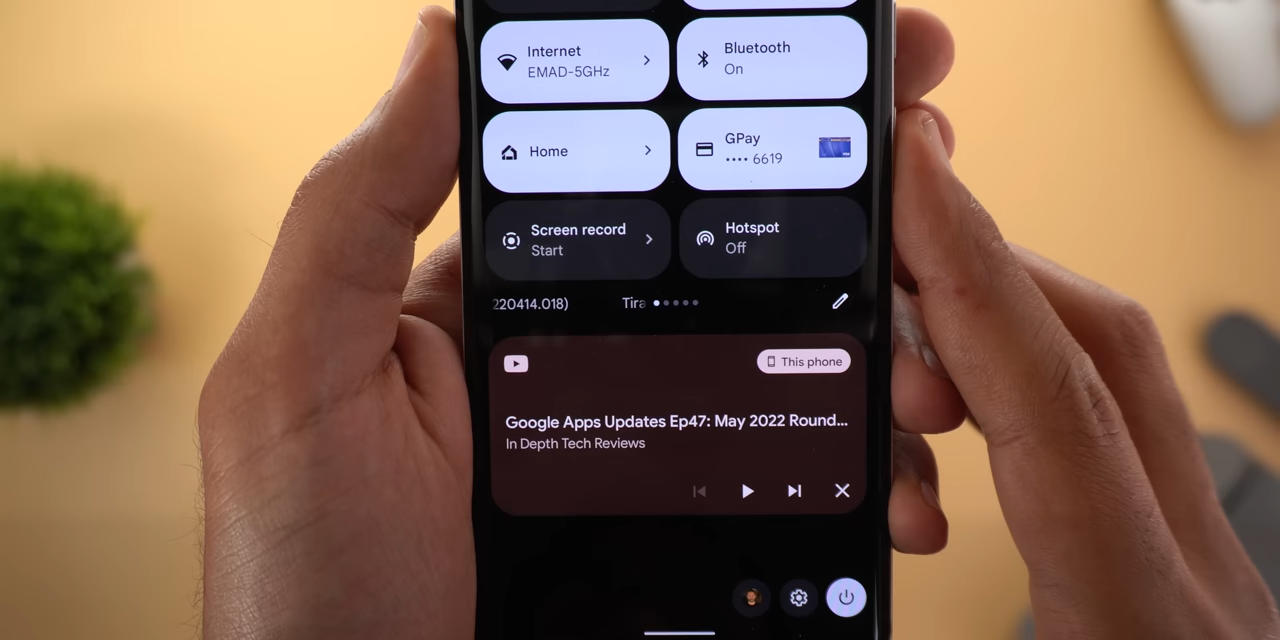 Internet
EMAD-5GHz
Bluetooth
On
Home
GPay
•••• 6619
Screen record
Start
Hotspot
Off
220414.018)
Tira
This phone
Google Apps Updates Ep47: May 2022 Round...
In Depth Tech Reviews